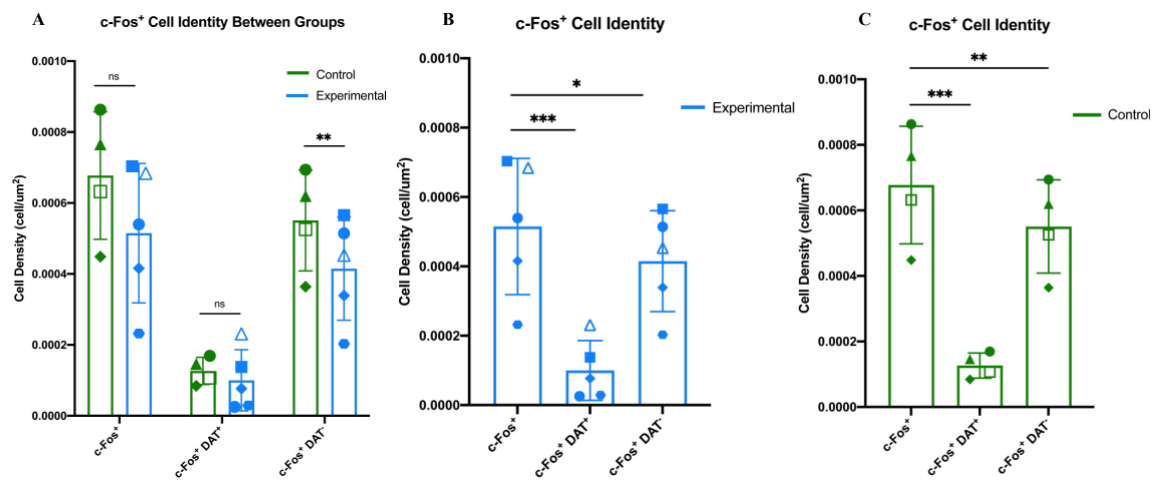 A
c-Fos⁺ Cell Identity Between Groups
Cell Density (cell/um²)
0.0010
0.0008
0.0006
0.0004
0.0002
0.0000
ns
ns
**
Control
Experimental
c-Fos⁺
c-Fos⁺ DAT⁺
c-Fos⁺ DAT⁻
B
c-Fos⁺ Cell Identity
Cell Density (cell/um²)
0.0010
0.0008
0.0006
0.0004
0.0002
0.0000
*
***
Experimental
c-Fos⁺
c-Fos⁺ DAT⁺
c-Fos⁺ DAT⁻
C
c-Fos⁺ Cell Identity
Cell Density (cell/um²)
0.0010
0.0008
0.0006
0.0004
0.0002
0.0000
**
***
Control
c-Fos⁺
c-Fos⁺ DAT⁺
c-Fos⁺ DAT⁻